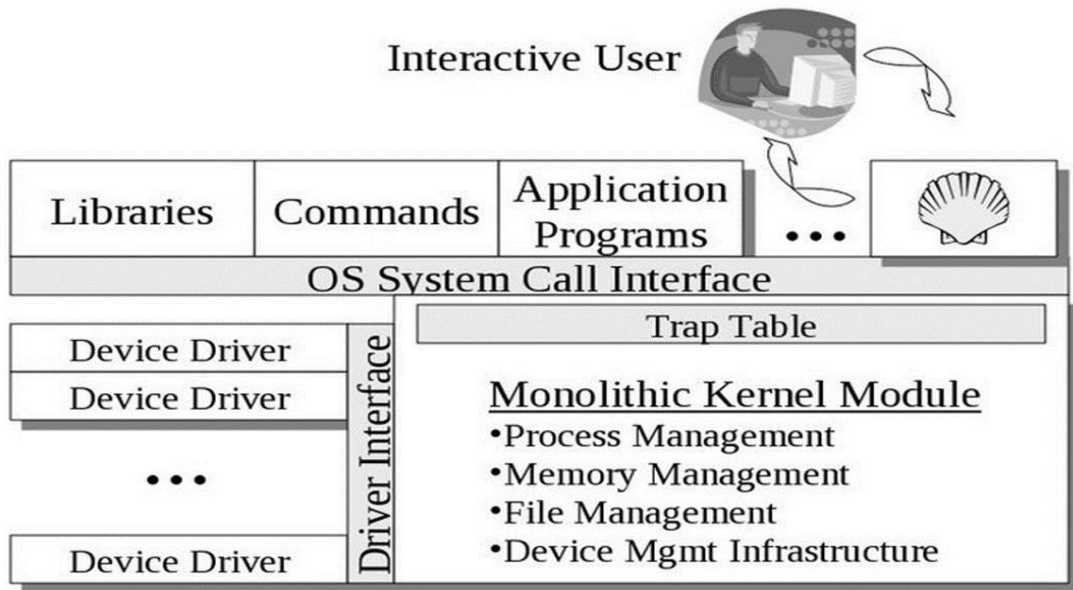 Interactive User
Libraries
Commands
Application
Programs
...
OS System Call Interface
Trap Table
Device Driver
Device Driver
...
Device Driver
Driver Interface
Monolithic Kernel Module
•Process Management
•Memory Management
•File Management
•Device Mgmt Infrastructure